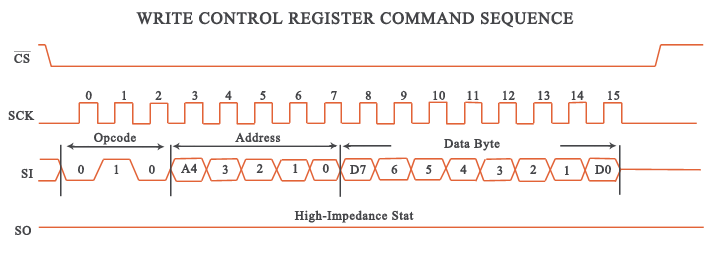 WRITE CONTROL REGISTER COMMAND SEQUENCE
CS
0 1 2 3 4 5 6 7 8 9 10 11 12 13 14 15
SCK
Opcode Address Data Byte
SI 0 1 0 A4 3 2 1 0 D7 6 5 4 3 2 1 D0
High-Impedance Stat
SO